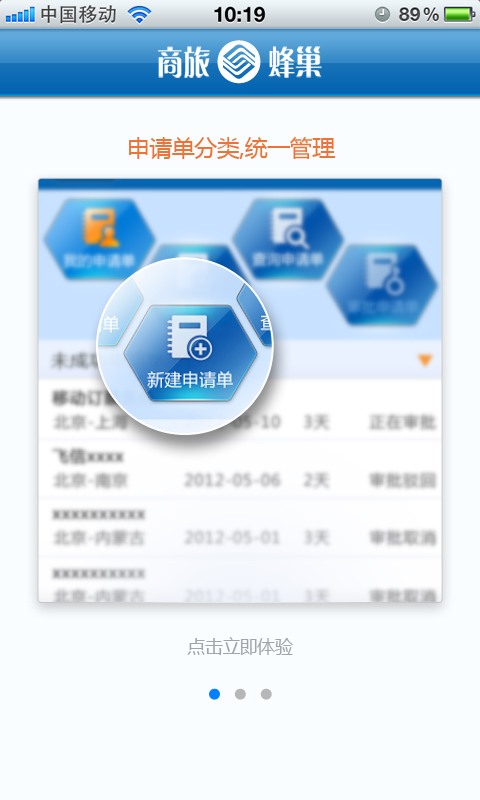 中国移动 10:19 89%
商旅 蜂巢
申请单分类,统一管理
我的申请单 查询申请单 审批申请单
单 查
新建申请单
未成
移动订
北京-上海 05-10 3天 正在审批
飞信xxxx
北京-南京 2012-05-06 2天 审批驳回
xxxxxxxxxx
北京-内蒙古 2012-05-01 3天 审批取消
xxxxxxxxxx
北京-内蒙古 2012-05-01 3天 审批取消
点击立即体验